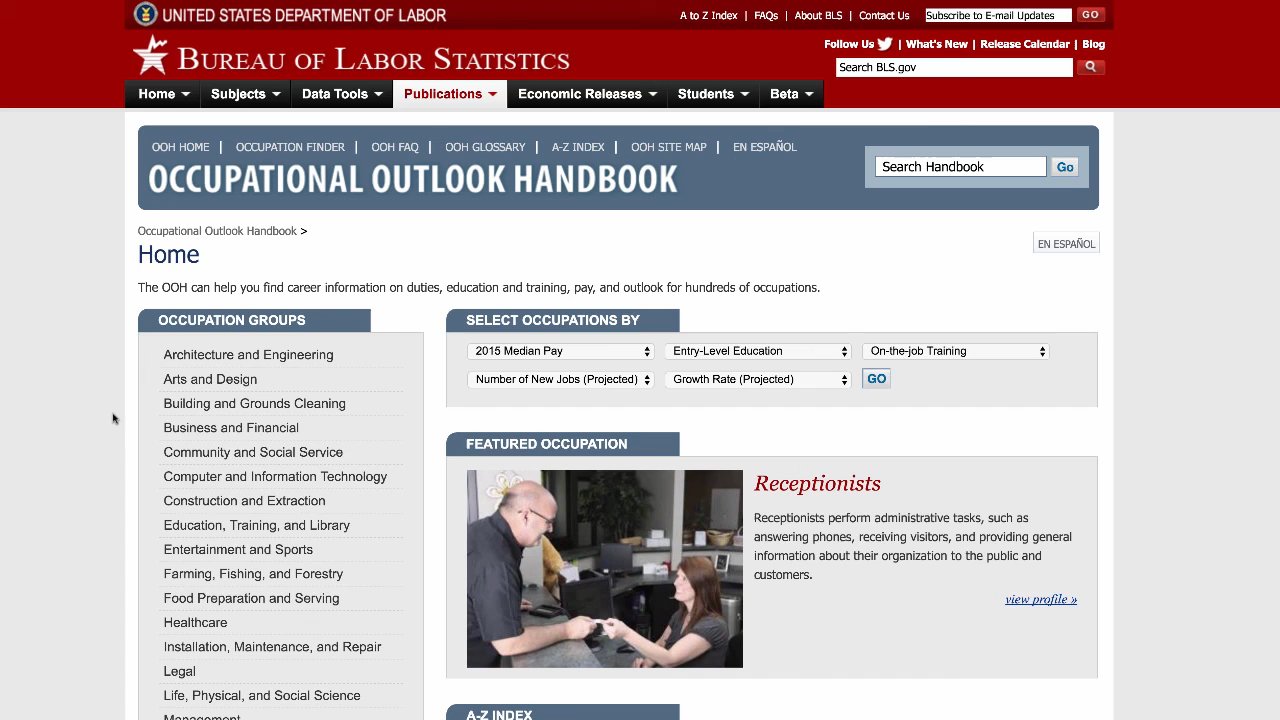 UNITED STATES DEPARTMENT OF LABOR
A to Z Index | FAQs | About BLS | Contact Us
Subscribe to E-mail Updates GO
BUREAU OF LABOR STATISTICS
Follow Us | What's New | Release Calendar | Blog
Search BLS.gov
Home Subjects Data Tools Publications Economic Releases Students Beta
OOH HOME | OCCUPATION FINDER | OOH FAQ | OOH GLOSSARY | A-Z INDEX | OOH SITE MAP | EN ESPAÑOL
OCCUPATIONAL OUTLOOK HANDBOOK
Search Handbook Go
Occupational Outlook Handbook >
Home
EN ESPAÑOL
The OOH can help you find career information on duties, education and training, pay, and outlook for hundreds of occupations.
OCCUPATION GROUPS
Architecture and Engineering
Arts and Design
Building and Grounds Cleaning
Business and Financial
Community and Social Service
Computer and Information Technology
Construction and Extraction
Education, Training, and Library
Entertainment and Sports
Farming, Fishing, and Forestry
Food Preparation and Serving
Healthcare
Installation, Maintenance, and Repair
Legal
Life, Physical, and Social Science
Management
SELECT OCCUPATIONS BY
2015 Median Pay Entry-Level Education On-the-job Training
Number of New Jobs (Projected) Growth Rate (Projected) GO
FEATURED OCCUPATION
Receptionists
Receptionists perform administrative tasks, such as
answering phones, receiving visitors, and providing general
information about their organization to the public and
customers.
view profile »
A-Z INDEX